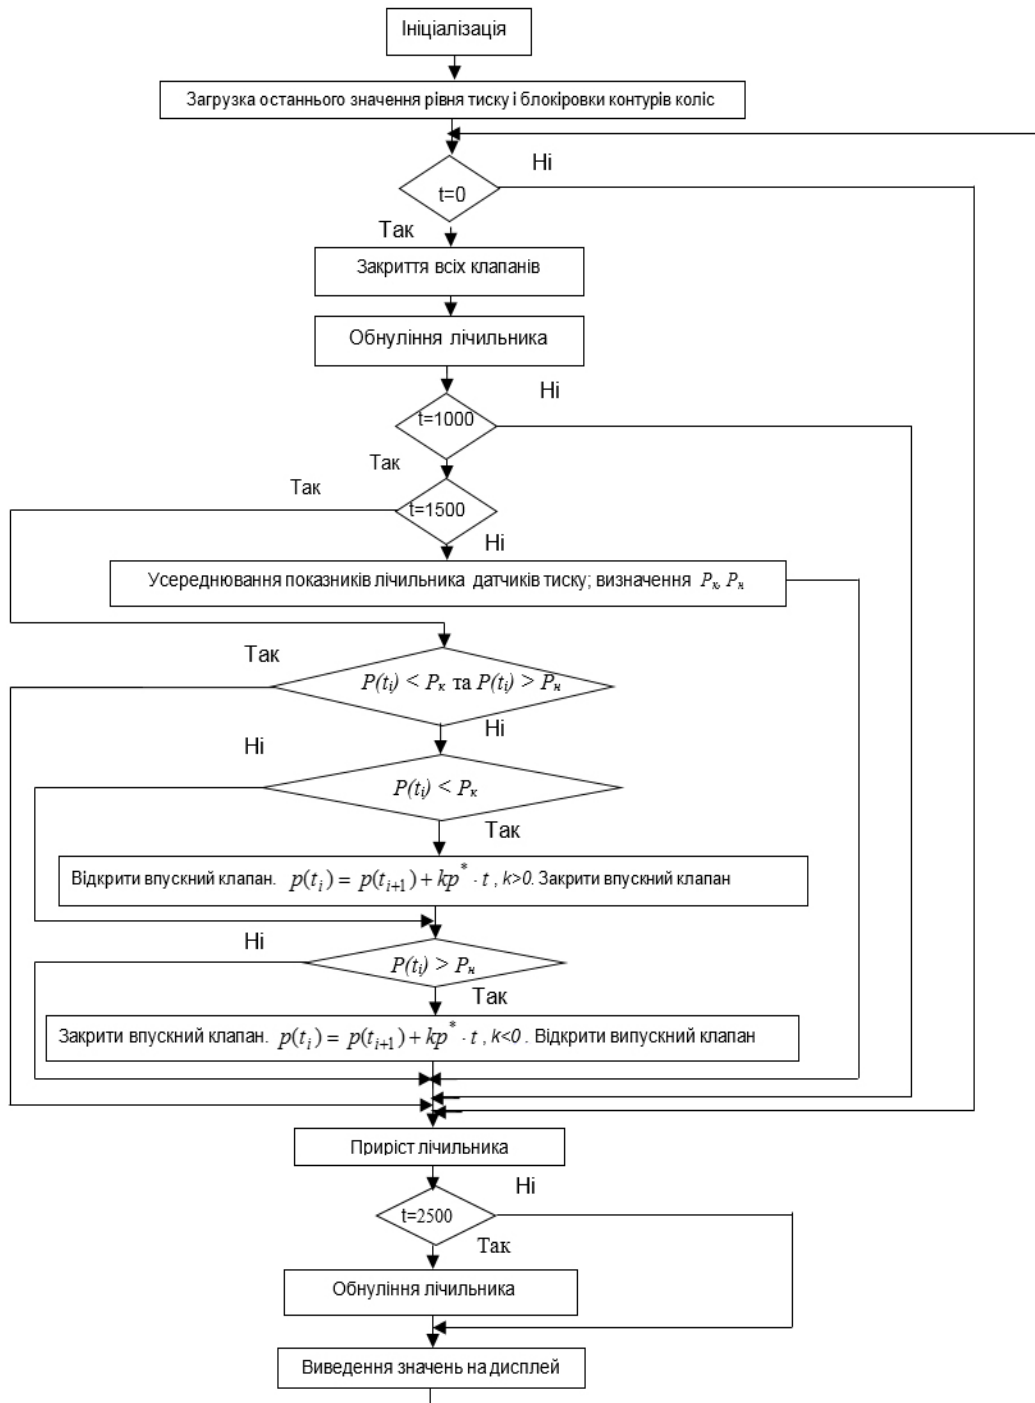 Ініціалізація
Загрузка останнього значення рівня тиску і блокіровки контурів коліс
Ні
t=0
Так
Закриття всіх клапанів
Обнуління лічильника
Ні
t=1000
Так
Так
t=1500
Ні
Усереднювання показників лічильника датчиків тиску; визначення Pк, Pн
Так
P(ti) < Pк та P(ti) > Pн
Ні
Ні
P(ti) < Pк
Так
Відкрити впускний клапан. p(ti) = p(ti+1) + kp* · t , k>0. Закрити впускний клапан
Ні
P(ti) > Pн
Так
Закрити впускний клапан. p(ti) = p(ti+1) + kp* · t , k<0 . Відкрити випускний клапан
Приріст лічильника
Ні
t=2500
Так
Обнуління лічильника
Виведення значень на дисплей